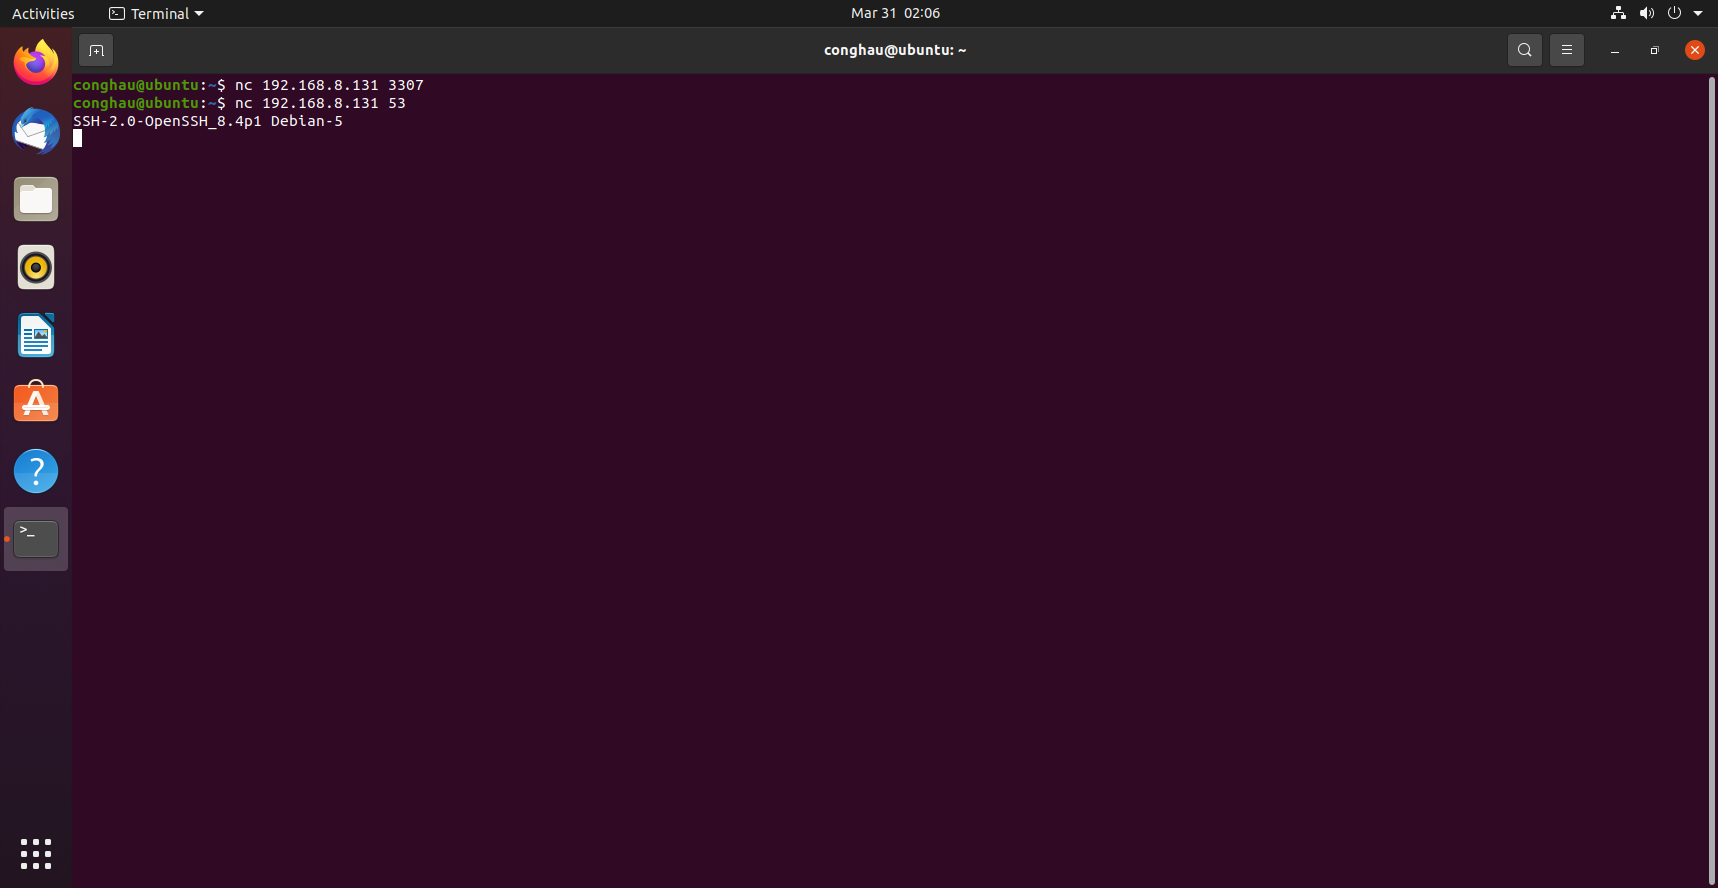 Activities
Terminal
Mar 31 02:06
conghau@ubuntu: ~
conghau@ubuntu:~$ nc 192.168.8.131 3307
conghau@ubuntu:~$ nc 192.168.8.131 53
SSH-2.0-OpenSSH_8.4p1 Debian-5